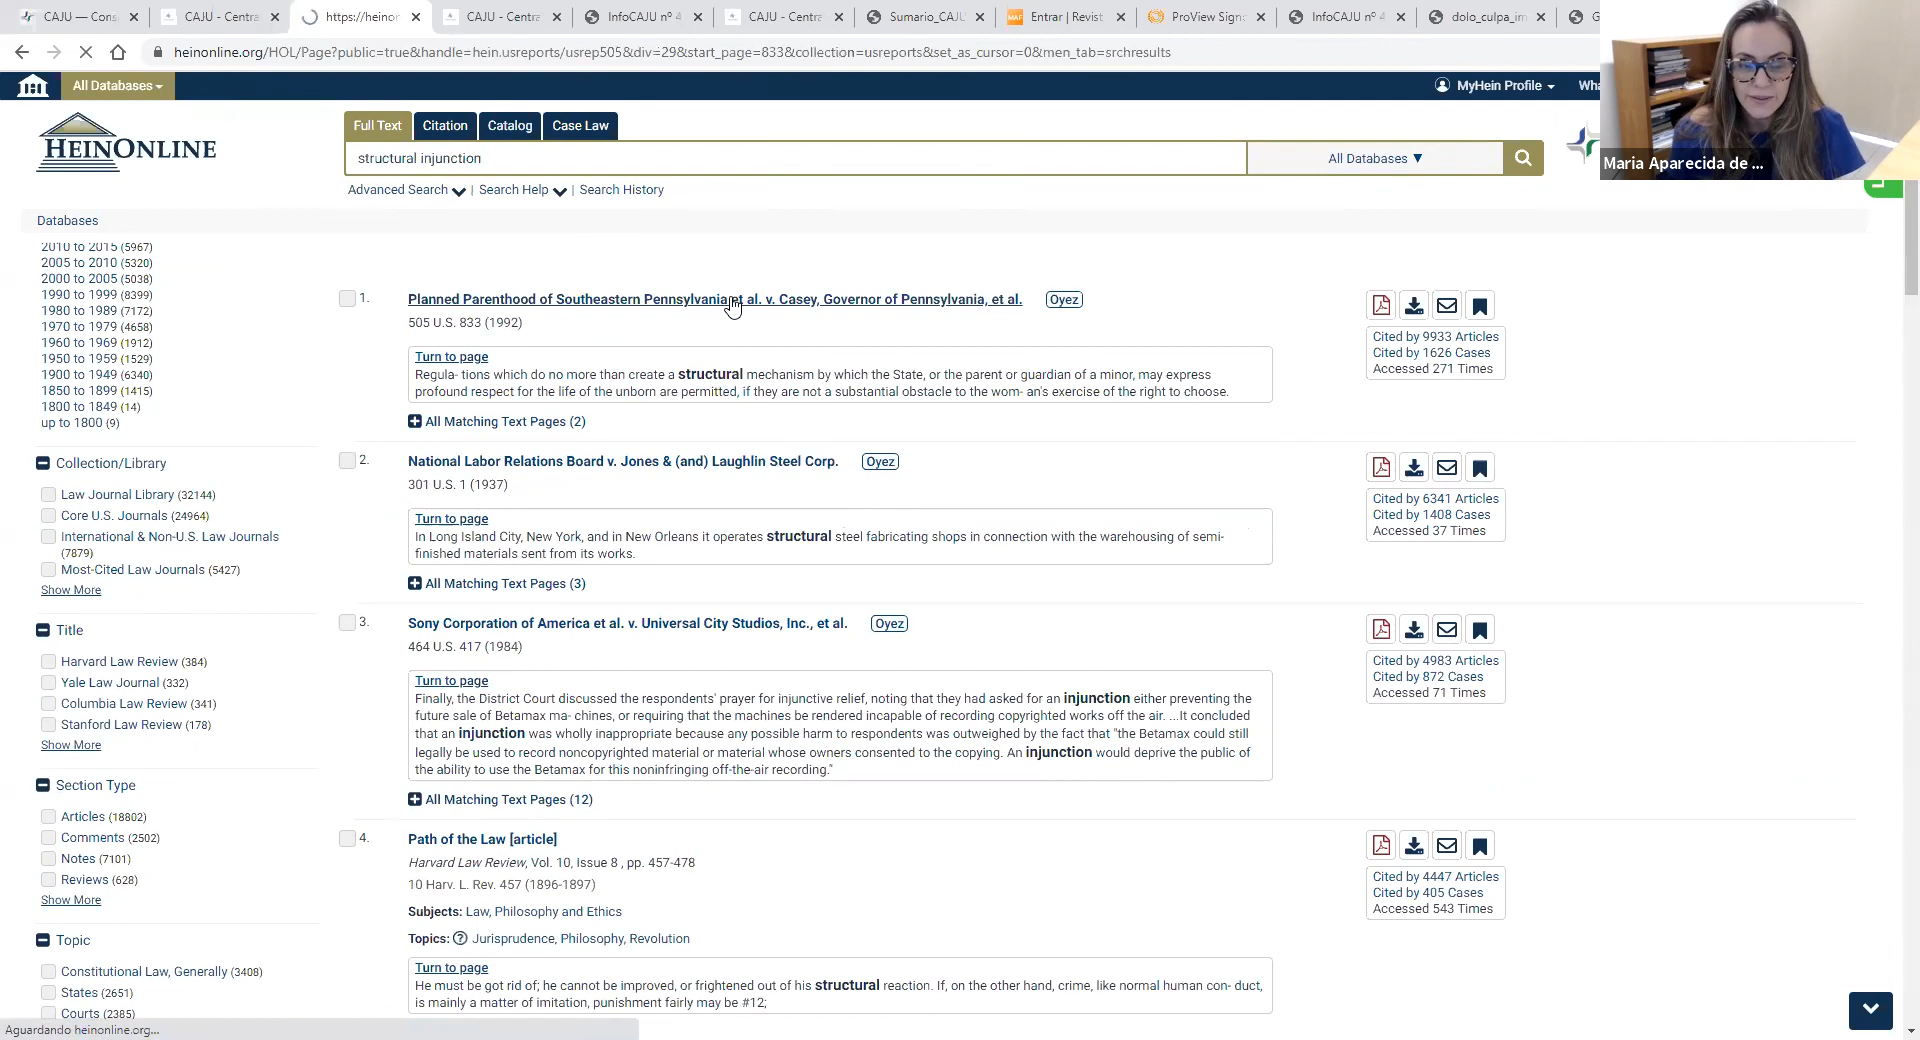 CAJU — Cons
CAJU - Centra
https://heinon
CAJU - Centra
InfoCAJU nº 4
CAJU - Centra
Sumario_CAJU
Entrar | Revist
ProView Sign
InfoCAJU nº 4
dolo_culpa_im
heinonline.org/HOL/Page?public=true&handle=hein.usreports/usrep505&div=29&start_page=833&collection=usreports&set_as_cursor=0&men_tab=srchresults
All Databases
MyHein Profile
HEINONLINE
Full Text
Citation
Catalog
Case Law
structural injunction
All Databases ▼
Advanced Search | Search Help | Search History
Maria Aparecida de ...
Databases
2010 to 2015 (5967)
2005 to 2010 (5320)
2000 to 2005 (5038)
1990 to 1999 (8399)
1980 to 1989 (7172)
1970 to 1979 (4658)
1960 to 1969 (1912)
1950 to 1959 (1529)
1900 to 1949 (6340)
1850 to 1899 (1415)
1800 to 1849 (14)
up to 1800 (9)
Collection/Library
Law Journal Library (32144)
Core U.S. Journals (24964)
International & Non-U.S. Law Journals
(7879)
Most-Cited Law Journals (5427)
Show More
Title
Harvard Law Review (384)
Yale Law Journal (332)
Columbia Law Review (341)
Stanford Law Review (178)
Show More
Section Type
Articles (18802)
Comments (2502)
Notes (7101)
Reviews (628)
Show More
Topic
Constitutional Law, Generally (3408)
States (2651)
Courts (2385)
1. Planned Parenthood of Southeastern Pennsylvania et al. v. Casey, Governor of Pennsylvania, et al. Oyez
505 U.S. 833 (1992)
Turn to page
Regula- tions which do no more than create a structural mechanism by which the State, or the parent or guardian of a minor, may express
profound respect for the life of the unborn are permitted, if they are not a substantial obstacle to the wom- an's exercise of the right to choose.
All Matching Text Pages (2)
Cited by 9933 Articles
Cited by 1626 Cases
Accessed 271 Times
2. National Labor Relations Board v. Jones & (and) Laughlin Steel Corp. Oyez
301 U.S. 1 (1937)
Turn to page
In Long Island City, New York, and in New Orleans it operates structural steel fabricating shops in connection with the warehousing of semi-
finished materials sent from its works.
All Matching Text Pages (3)
Cited by 6341 Articles
Cited by 1408 Cases
Accessed 37 Times
3. Sony Corporation of America et al. v. Universal City Studios, Inc., et al. Oyez
464 U.S. 417 (1984)
Turn to page
Finally, the District Court discussed the respondents' prayer for injunctive relief, noting that they had asked for an injunction either preventing the
future sale of Betamax ma- chines, or requiring that the machines be rendered incapable of recording copyrighted works off the air. ...It concluded
that an injunction was wholly inappropriate because any possible harm to respondents was outweighed by the fact that "the Betamax could still
legally be used to record noncopyrighted material or material whose owners consented to the copying. An injunction would deprive the public of
the ability to use the Betamax for this noninfringing off-the-air recording."
All Matching Text Pages (12)
Cited by 4983 Articles
Cited by 872 Cases
Accessed 71 Times
4. Path of the Law [article]
Harvard Law Review, Vol. 10, Issue 8 , pp. 457-478
10 Harv. L. Rev. 457 (1896-1897)
Subjects: Law, Philosophy and Ethics
Topics: Jurisprudence, Philosophy, Revolution
Turn to page
He must be got rid of; he cannot be improved, or frightened out of his structural reaction. If, on the other hand, crime, like normal human con- duct,
is mainly a matter of imitation, punishment fairly may be #12;
Cited by 4447 Articles
Cited by 405 Cases
Accessed 543 Times
Aguardando heinonline.org...